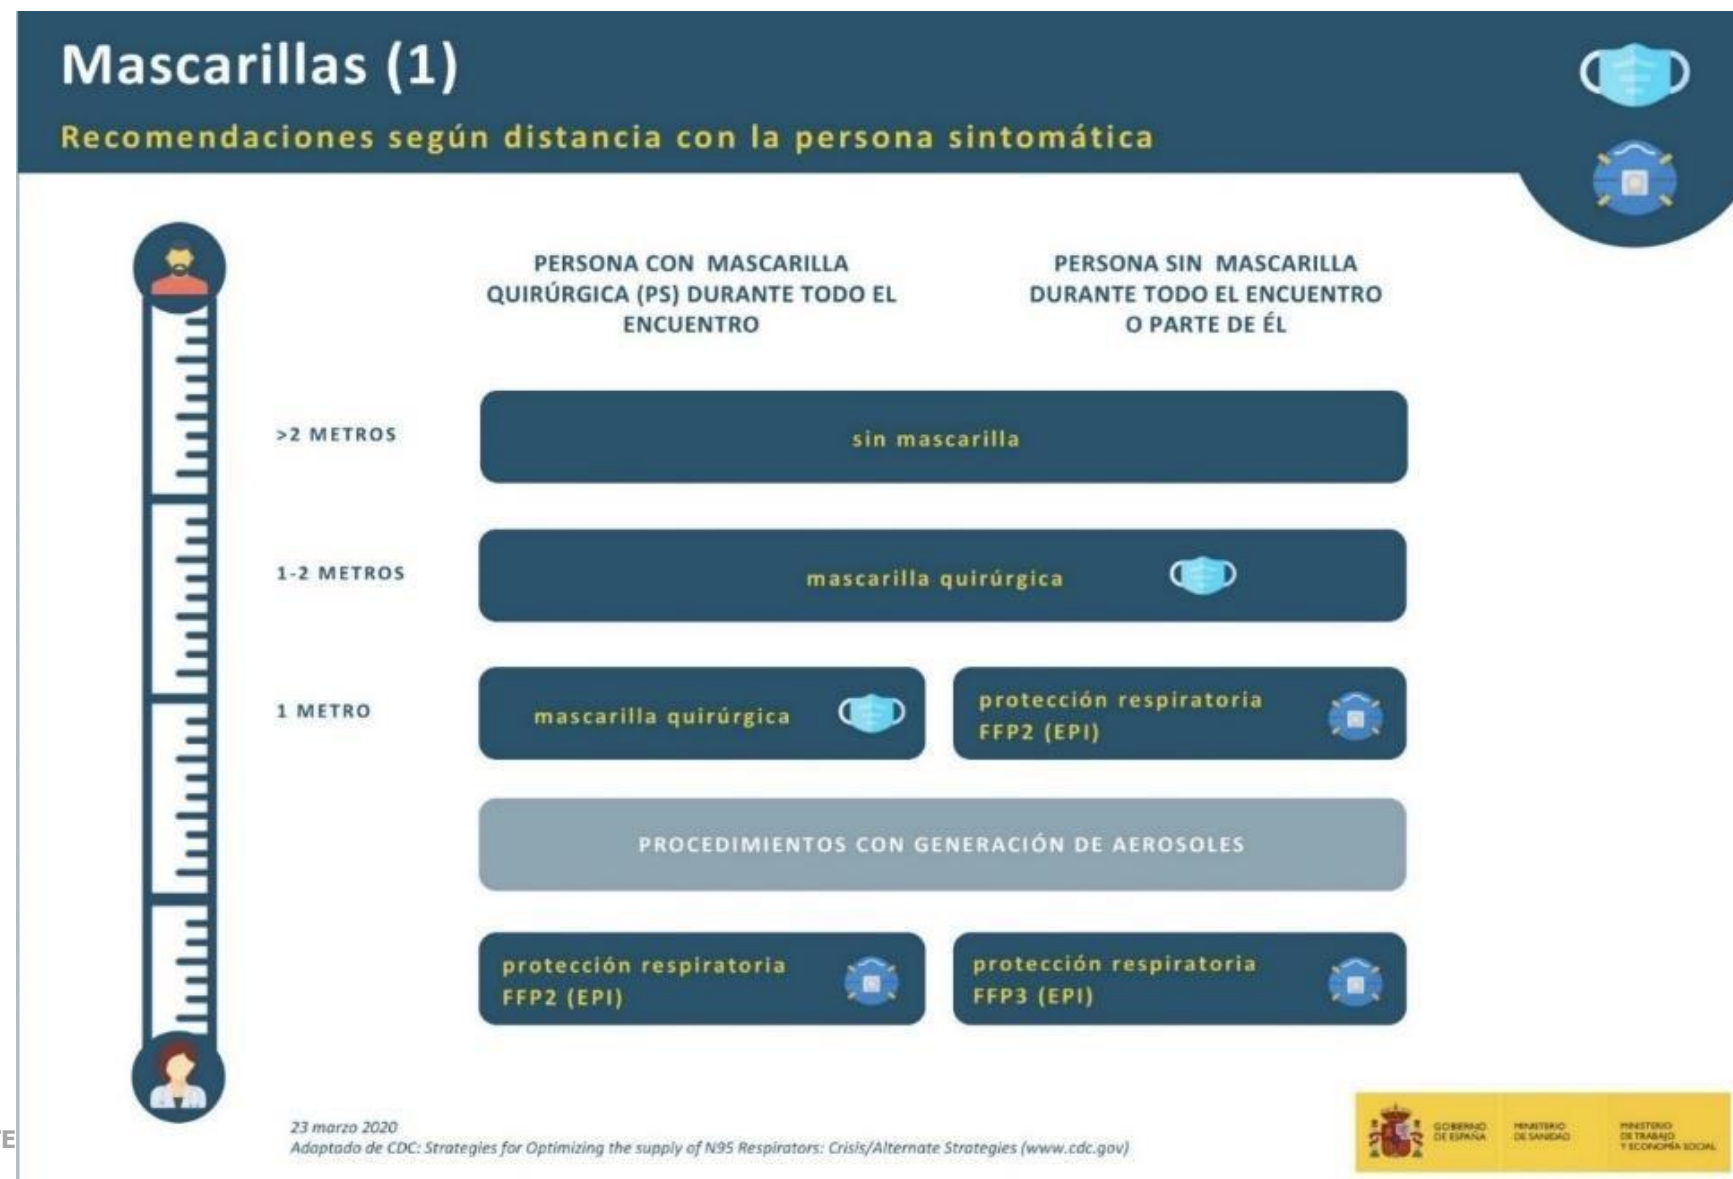 Mascarillas (1)
Recomendaciones según distancia con la persona sintomática
PERSONA CON MASCARILLA
QUIRÚRGICA (PS) DURANTE TODO EL
ENCUENTRO
PERSONA SIN MASCARILLA
DURANTE TODO EL ENCUENTRO
O PARTE DE ÉL
>2 METROS
sin mascarilla
1-2 METROS
mascarilla quirúrgica
1 METRO
mascarilla quirúrgica
protección respiratoria
FFP2 (EPI)
PROCEDIMIENTOS CON GENERACIÓN DE AEROSOLES
protección respiratoria
FFP2 (EPI)
protección respiratoria
FFP3 (EPI)
23 marzo 2020
Adaptado de CDC: Strategies for Optimizing the supply of N95 Respirators: Crisis/Alternate Strategies (www.cdc.gov)
TE
GOBIERNO
DE ESPAÑA
MINISTERIO
DE SANIDAD
MINISTERIO
DE TRABAJO
Y ECONOMÍA SOCIAL